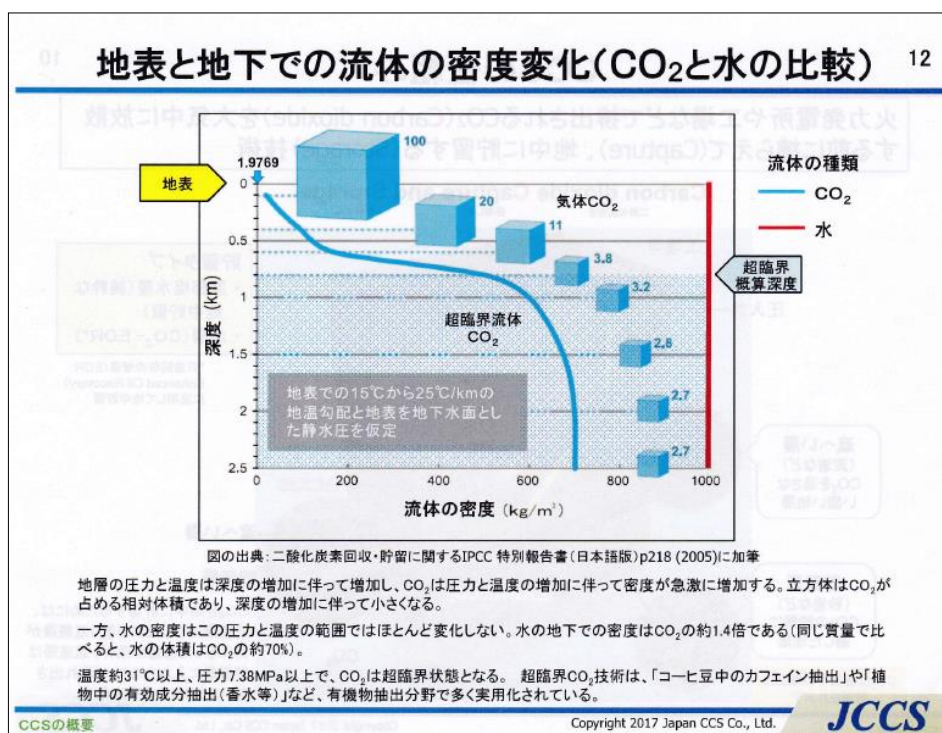 地表と地下での流体の密度変化(CO₂と水の比較)
12
100
1.9769
地表
流体の種類
気体CO₂
CO₂
水
20
11
3.8
3.2
2.8
2.7
2.7
超臨界
概算深度
超臨界流体
CO₂
地表での15℃から25℃/kmの
地温勾配と地表を地下水面とし
た静水圧を仮定
深度 (km)
0
0.5
1
1.5
2
2.5
0 200 400 600 800 1000
流体の密度 (kg/m³)
図の出典:二酸化炭素回収・貯留に関するIPCC 特別報告書(日本語版)p218 (2005)に加筆
地層の圧力と温度は深度の増加に伴って増加し、CO₂は圧力と温度の増加に伴って密度が急激に増加する。立方体はCO₂が
占める相対体積であり、深度の増加に伴って小さくなる。
一方、水の密度はこの圧力と温度の範囲ではほとんど変化しない。水の地下での密度はCO₂の約1.4倍である(同じ質量で比
べると、水の体積はCO₂の約70%)。
温度約31℃以上、圧力7.38MPa以上で、CO₂は超臨界状態となる。 超臨界CO₂技術は、「コーヒ豆中のカフェイン抽出」や「植
物中の有効成分抽出(香水等)」など、有機物抽出分野で多く実用化されている。
CCSの概要
Copyright 2017 Japan CCS Co., Ltd.
JCCS